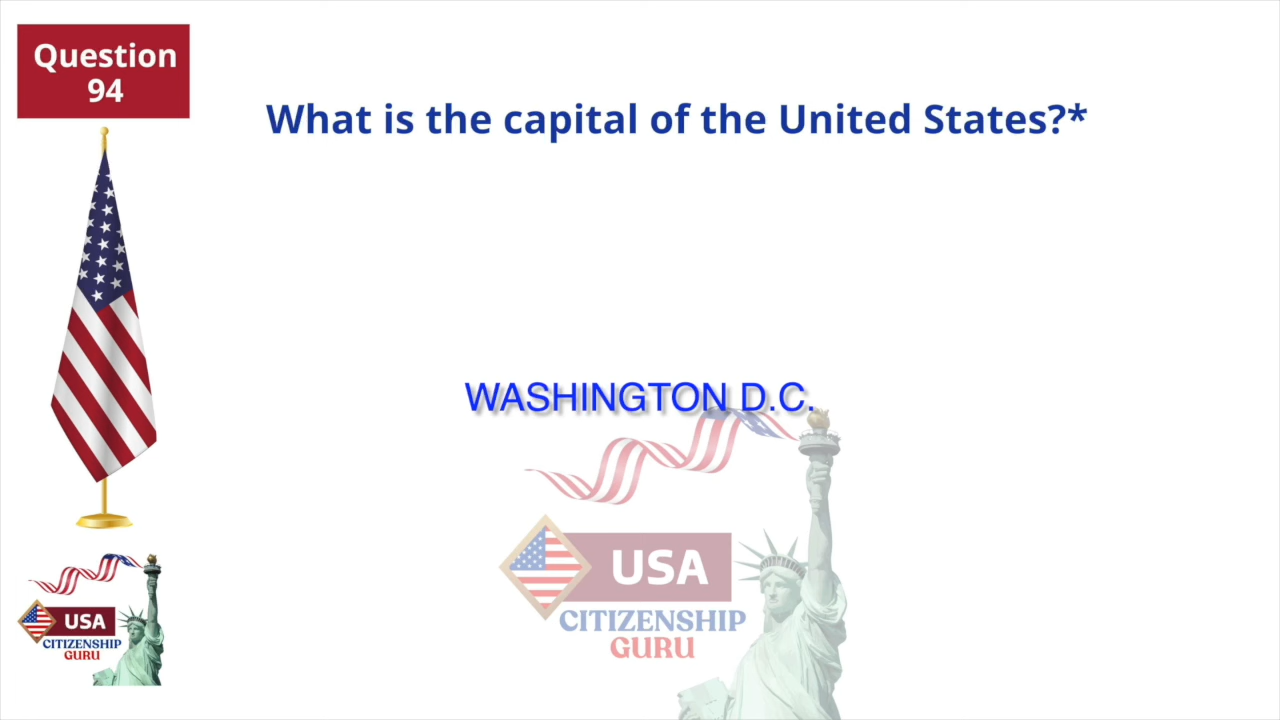 Question
94
What is the capital of the United States?*
WASHINGTON D.C.
USA
CITIZENSHIP
GURU
USA
CITIZENSHIP
GURU